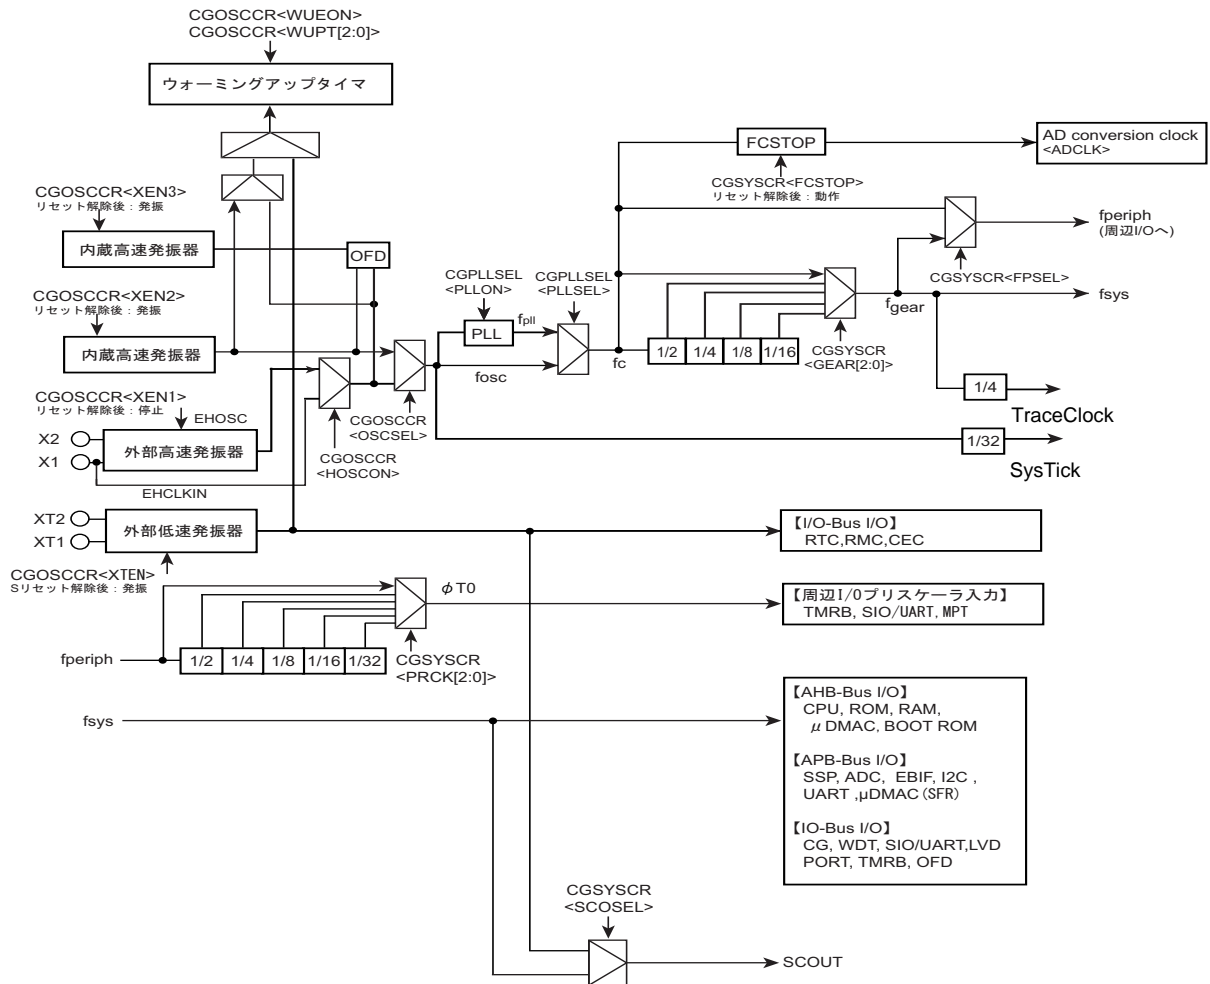 CGOSCCR<WUEON>
CGOSCCR<WUPT[2:0]>
ウォーミングアップタイマ
CGOSCCR<XEN3>
リセット解除後：発振
内蔵高速発振器
OFD
CGOSCCR<XEN2>
リセット解除後：発振
内蔵高速発振器
CGOSCCR<XEN1>
リセット解除後：停止
EHOSC
X2
X1
外部高速発振器
EHCLKIN
CGOSCCR
<HOSCON>
CGOSCCR
<OSCSEL>
CGPLLSEL
<PLLON>
PLL
fpll
fosc
CGPLLSEL
<PLLSEL>
fc
FCSTOP
CGSYSCR<FCSTOP>
リセット解除後：動作
AD conversion clock
<ADCLK>
fperiph
(周辺I/Oへ)
CGSYSCR<FPSEL>
1/2
1/4
1/8
1/16
CGSYSCR
<GEAR[2:0]>
fgear
fsys
1/4
TraceClock
1/32
SysTick
XT2
XT1
外部低速発振器
CGOSCCR<XTEN>
Sリセット解除後：発振
【I/O-Bus I/O】
RTC,RMC,CEC
fperiph
1/2
1/4
1/8
1/16
1/32
CGSYSCR
<PRCK[2:0]>
φT0
【周辺I/Oプリスケーラ入力】
TMRB, SIO/UART, MPT
fsys
【AHB-Bus I/O】
CPU, ROM, RAM,
μ DMAC, BOOT ROM
【APB-Bus I/O】
SSP, ADC, EBIF, I2C ,
UART ,μDMAC(SFR)
【IO-Bus I/O】
CG, WDT, SIO/UART,LVD
PORT, TMRB, OFD
CGSYSCR
<SCOSEL>
SCOUT